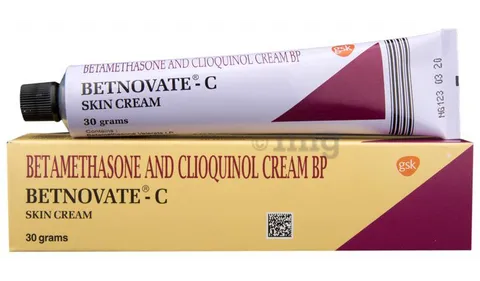 BETAMETHASONE AND CLIOQUINOL CREAM BP
BETNOVATE® - C
SKIN CREAM
30 grams
Contains :
gsk
MG123 03 20
BETAMETHASONE AND CLIOQUINOL CREAM BP
BETNOVATE® - C
SKIN CREAM
30 grams
gsk
1mg